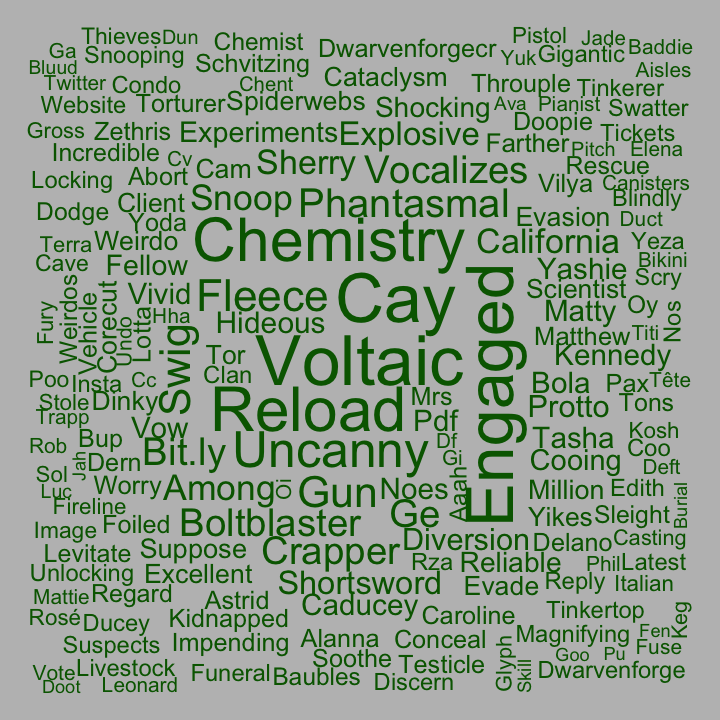 Thieves Dun Chemist Dwarvenforgecr Pistol Jade Baddie
Ga Snooping Schvitzing Yuk Gigantic
Bluud Twitter Condo Chent Cataclysm Throuple Tinkerer Aisles
Website Torturer Spiderwebs Shocking Ava Pianist Swatter
Gross Zethris Experiments Explosive Doopie Tickets
Incredible Cv Cam Sherry Vocalizes Farther Pitch Elena
Locking Abort Rescue
Client Snoop Phantasmal Vilya Canisters Blindly
Dodge Yoda Evasion Duct
Terra Weirdo Chemistry California Yeza
Cave Fellow Yashie Bikini Scry
Vivid Fleece Cay Engaged Scientist
Fury Weirdos Vehicle Corecut Undo Lotta Hha Hideous Matty Oy Nos
Swig Tor Voltaic Matthew Titi
Clan Kennedy
Poo Insta Cc Bola Pax Tête
Stole Dinky Reload Mrs Protto Tons
Trapp Vow Pdf
Rob Bup Bit.ly Uncanny Df Tasha Kosh
Sol Jah Dern Gi Cooing Coo Deft
Luc Worry Among Oi Gun Noes Aaah Million Edith Burial
Fireline Ge Yikes Sleight
Image Foiled Boltblaster Diversion Delano Casting
Levitate Suppose Crapper Rza Reliable Phil Latest
Unlocking Excellent Shortsword Evade Reply Italian
Mattie Regard Astrid Caducey
Rosé Ducey Kidnapped Caroline Tinkertop Keg
Suspects Impending Alanna Conceal Magnifying Fen
Soothe Glyph Goo Pu Fuse
Vote Livestock Funeral Baubles Testicle Skill Dwarvenforge
Doot Leonard Discern